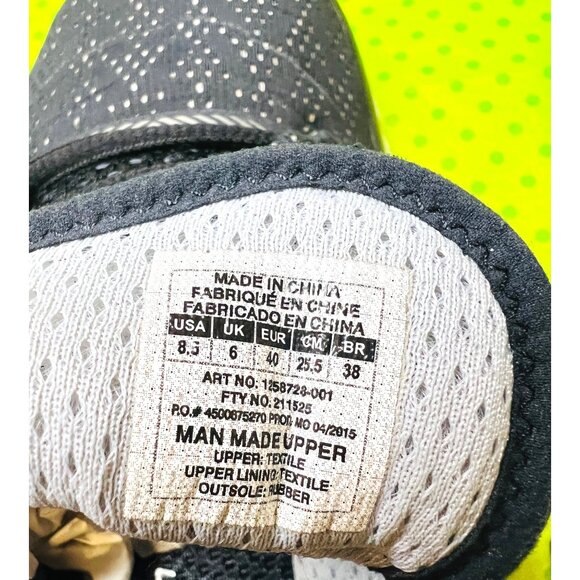 MADE IN CHINA
FABRIQUÉ EN CHINE
FABRICADO EN CHINA
USA UK EUR CM BR
8.5 6 40 25.5 38
ART NO: 1258728-001
FTY NO. 211525
P.O.# 4500675270 PROD MO 04/2015
MAN MADE UPPER
UPPER: TEXTILE
UPPER LINING: TEXTILE
OUTSOLE: RUBBER